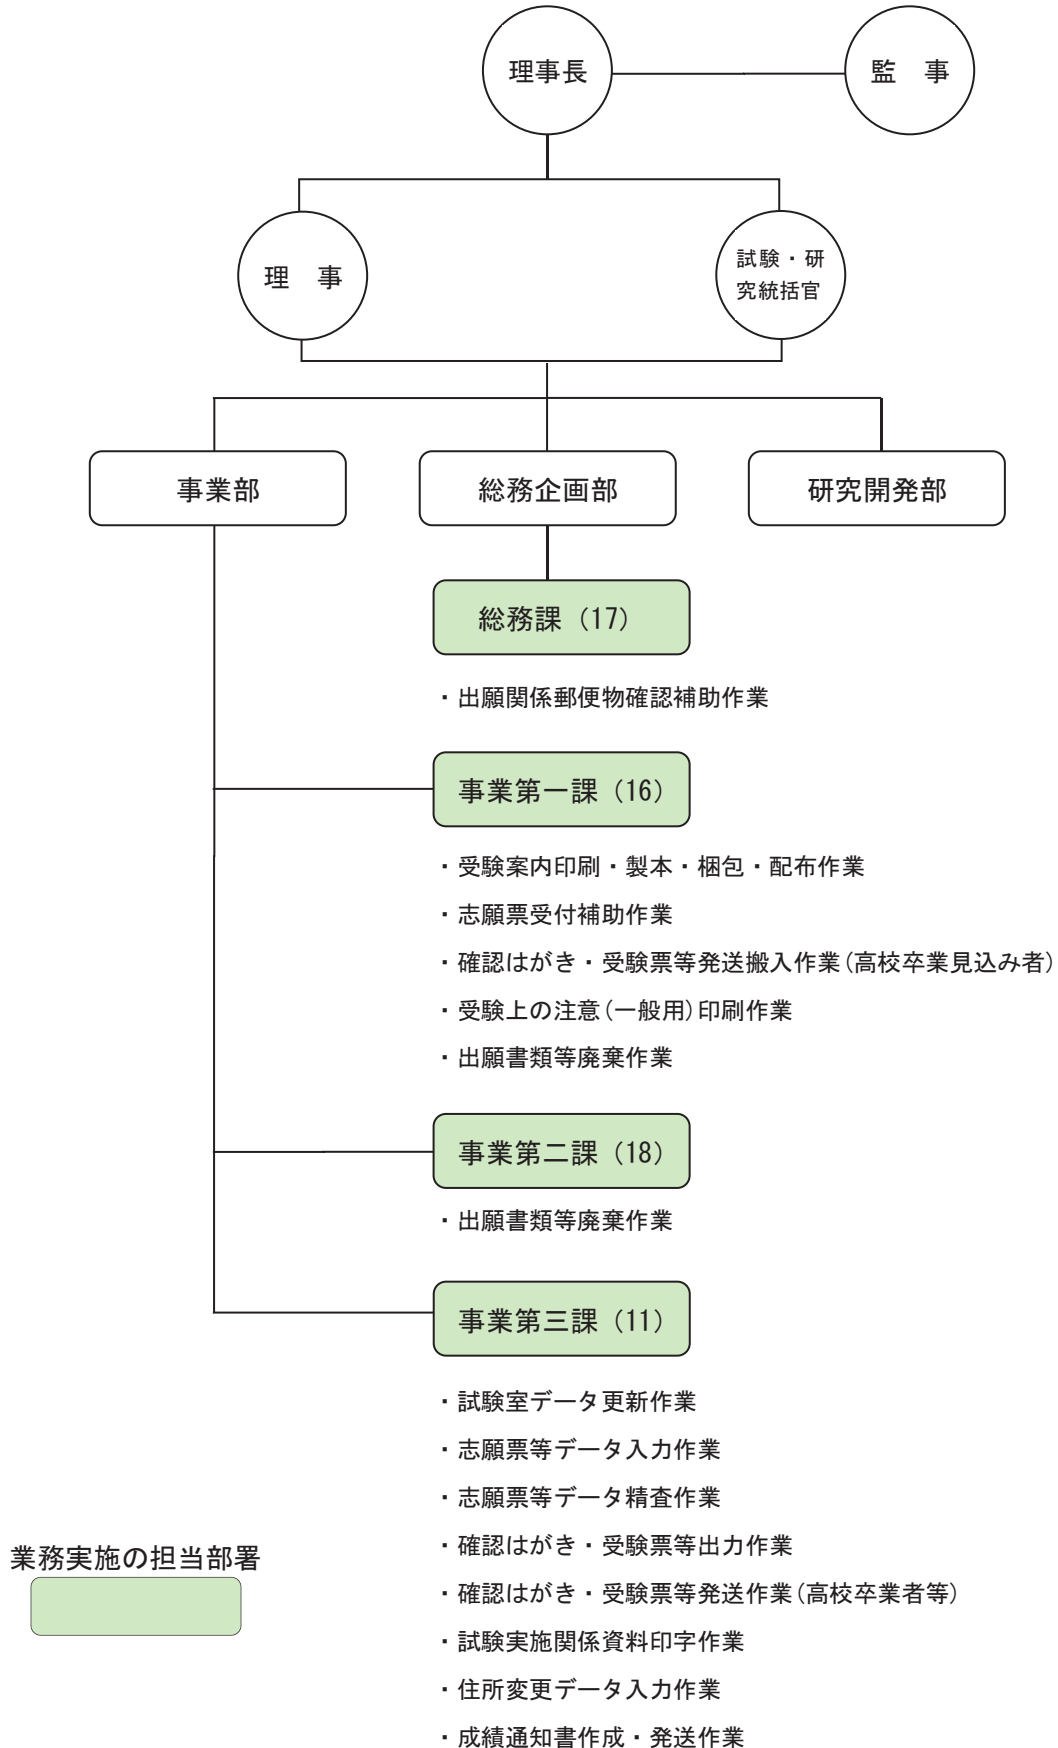 理事長
監　事
理　事
試験・研
究統括官
事業部
総務企画部
研究開発部
総務課（17）
・出願関係郵便物確認補助作業
事業第一課（16）
・受験案内印刷・製本・梱包・配布作業
・志願票受付補助作業
・確認はがき・受験票等発送搬入作業（高校卒業見込み者）
・受験上の注意（一般用）印刷作業
・出願書類等廃棄作業
事業第二課（18）
・出願書類等廃棄作業
事業第三課（11）
・試験室データ更新作業
・志願票等データ入力作業
・志願票等データ精査作業
・確認はがき・受験票等出力作業
・確認はがき・受験票等発送作業（高校卒業者等）
・試験実施関係資料印字作業
・住所変更データ入力作業
・成績通知書作成・発送作業
業務実施の担当部署